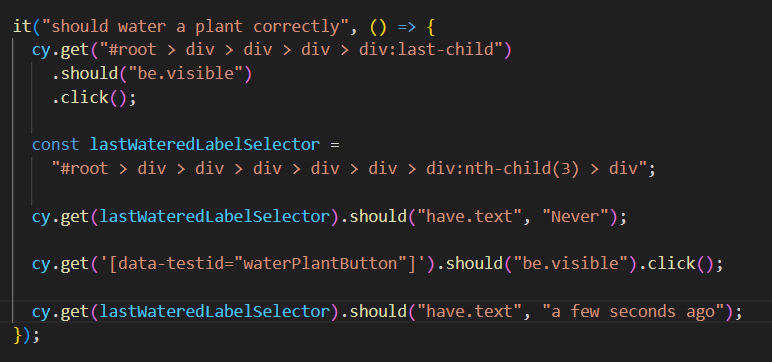 it("should water a plant correctly", () => {
  cy.get("#root > div > div > div > div:last-child")
    .should("be.visible")
    .click();

  const lastWateredLabelSelector =
    "#root > div > div > div > div > div > div:nth-child(3) > div";

  cy.get(lastWateredLabelSelector).should("have.text", "Never");

  cy.get('[data-testid="waterPlantButton"]').should("be.visible").click();

  cy.get(lastWateredLabelSelector).should("have.text", "a few seconds ago");
});